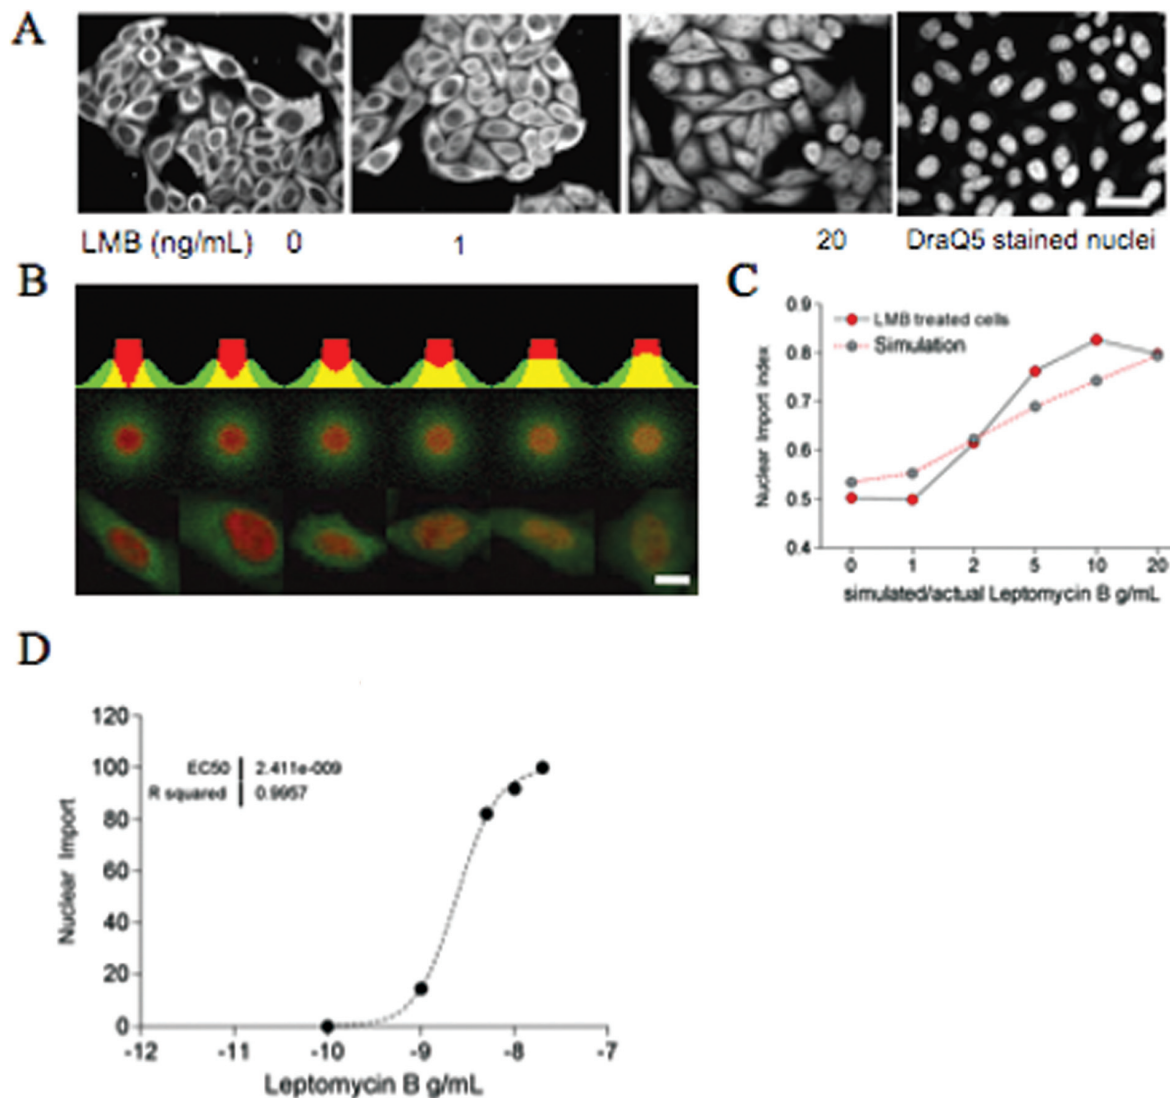 A
LMB (ng/mL) 0 1 20 DraQ5 stained nuclei
B
C
0.9
0.8
0.7
0.6
0.5
0.4
Nuclear Import index
LMB treated cells
Simulation
0 1 2 5 10 20
simulated/actual Leptomycin B g/mL
D
120
100
80
60
40
20
0
Nuclear Import
EC50 2.411e-009
R squared 0.9957
-12 -11 -10 -9 -8 -7
Leptomycin B g/mL